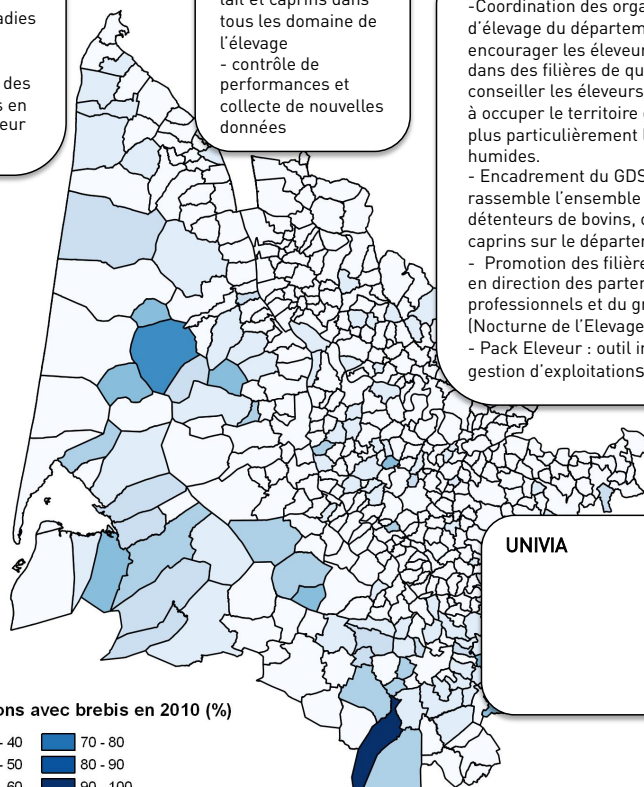 adies
des
s en
eur
lait et caprins dans
tous les domaine de
l'élevage
- contrôle de
performances et
collecte de nouvelles
données
-Coordination des orga
d'élevage du départem
encourager les éleveur
dans des filières de qu
conseiller les éleveurs
à occuper le territoire
plus particulièrement l
humides.
- Encadrement du GDS
rassemble l'ensemble
détenteurs de bovins,
caprins sur le départem
- Promotion des filière
en direction des parten
professionnels et du gr
(Nocturne de l'Elevage
- Pack Eleveur : outil in
gestion d'exploitations
UNIVIA
ons avec brebis en 2010 (%)
- 40 70 - 80
- 50 80 - 90
- 60 90 - 100